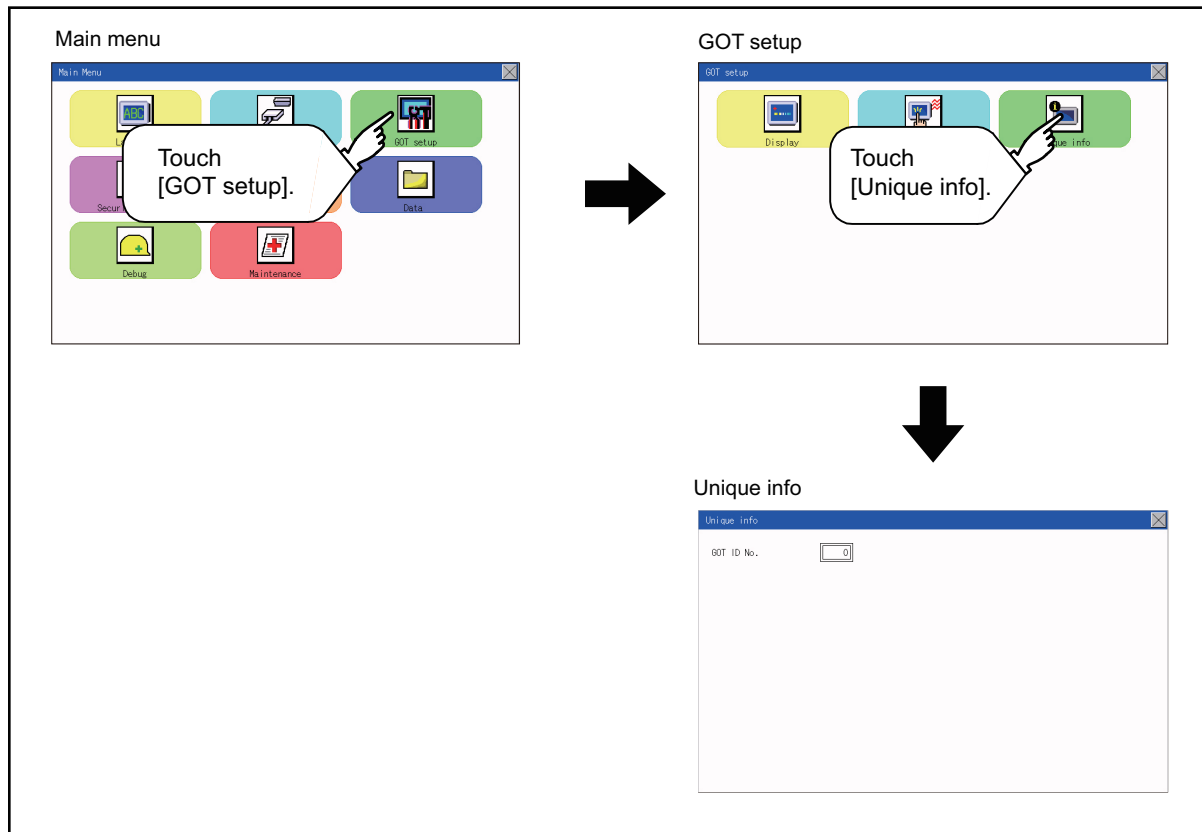 Main menu
Main Menu
ABC
GOT setup
Touch
[GOT setup].
Data
Debug
Maintenance
GOT setup
GOT setup
Display
Touch
[Unique info].
Unique info
Unique info
GOT ID No.
0